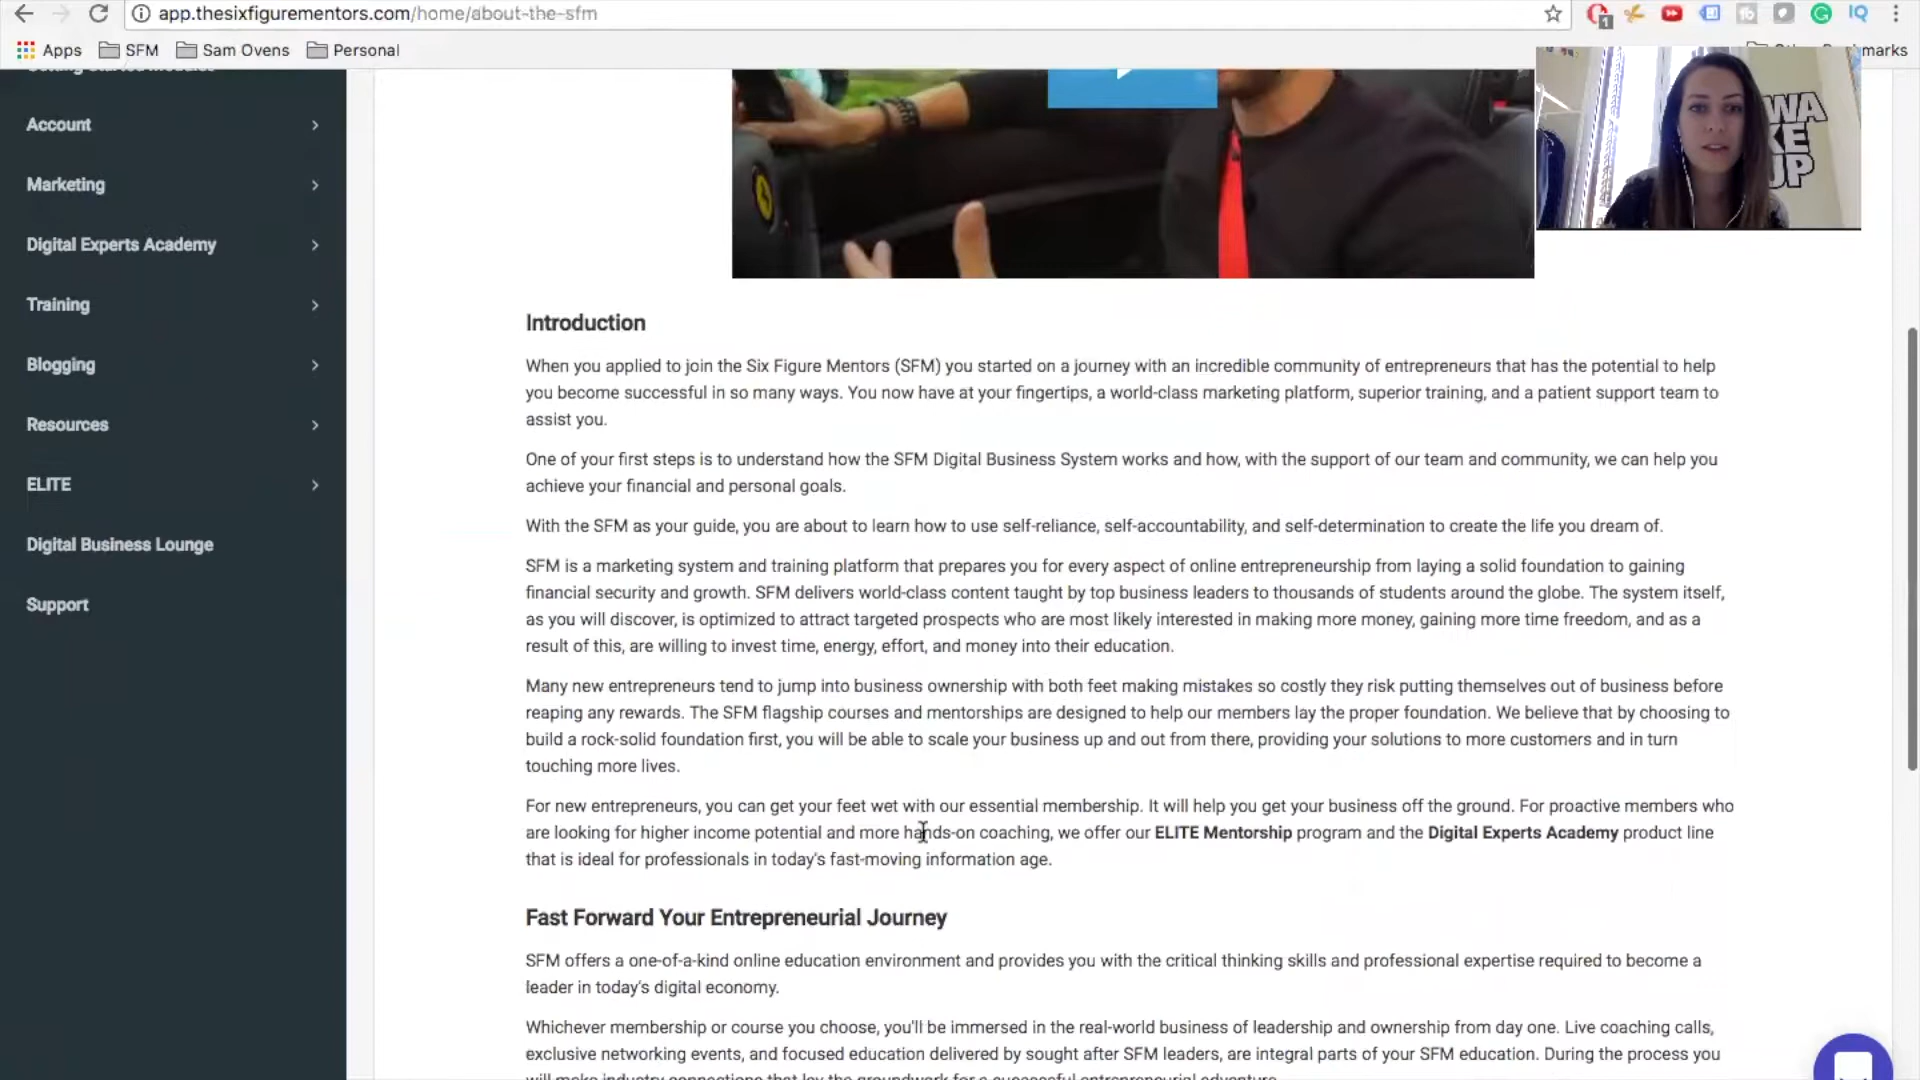 app.thesixfigurementors.com/home/about-the-sfm
1
Apps SFM Sam Ovens Personal
Other Bookmarks
Getting Started Modules
Account
Marketing
Digital Experts Academy
Training
Blogging
Resources
ELITE
Digital Business Lounge
Support
WA
KE
UP
Introduction
When you applied to join the Six Figure Mentors (SFM) you started on a journey with an incredible community of entrepreneurs that has the potential to help
you become successful in so many ways. You now have at your fingertips, a world-class marketing platform, superior training, and a patient support team to
assist you.
One of your first steps is to understand how the SFM Digital Business System works and how, with the support of our team and community, we can help you
achieve your financial and personal goals.
With the SFM as your guide, you are about to learn how to use self-reliance, self-accountability, and self-determination to create the life you dream of.
SFM is a marketing system and training platform that prepares you for every aspect of online entrepreneurship from laying a solid foundation to gaining
financial security and growth. SFM delivers world-class content taught by top business leaders to thousands of students around the globe. The system itself,
as you will discover, is optimized to attract targeted prospects who are most likely interested in making more money, gaining more time freedom, and as a
result of this, are willing to invest time, energy, effort, and money into their education.
Many new entrepreneurs tend to jump into business ownership with both feet making mistakes so costly they risk putting themselves out of business before
reaping any rewards. The SFM flagship courses and mentorships are designed to help our members lay the proper foundation. We believe that by choosing to
build a rock-solid foundation first, you will be able to scale your business up and out from there, providing your solutions to more customers and in turn
touching more lives.
For new entrepreneurs, you can get your feet wet with our essential membership. It will help you get your business off the ground. For proactive members who
are looking for higher income potential and more hands-on coaching, we offer our ELITE Mentorship program and the Digital Experts Academy product line
that is ideal for professionals in today's fast-moving information age.
Fast Forward Your Entrepreneurial Journey
SFM offers a one-of-a-kind online education environment and provides you with the critical thinking skills and professional expertise required to become a
leader in today's digital economy.
Whichever membership or course you choose, you'll be immersed in the real-world business of leadership and ownership from day one. Live coaching calls,
exclusive networking events, and focused education delivered by sought after SFM leaders, are integral parts of your SFM education. During the process you
will make industry connections that lay the groundwork for a successful entrepreneurial adventure.